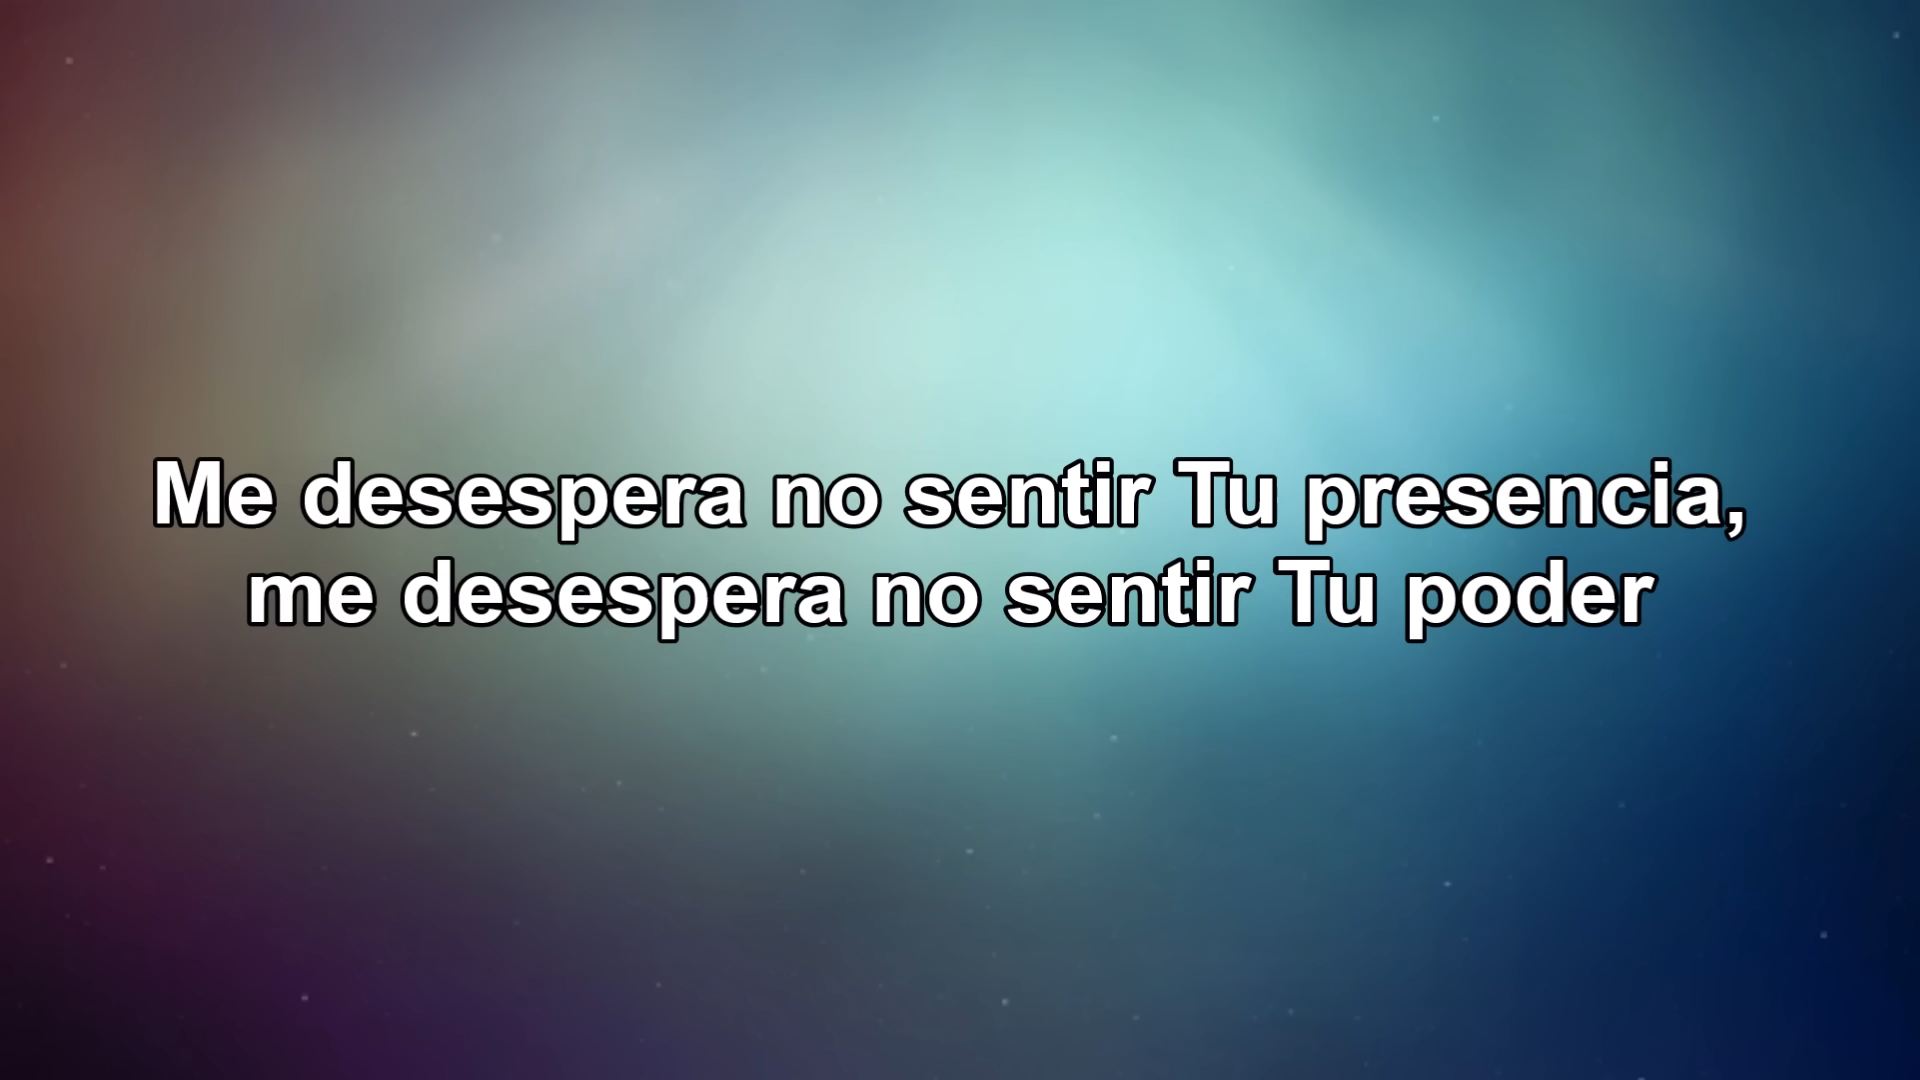 Me desespera no sentir Tu presencia,
me desespera no sentir Tu poder